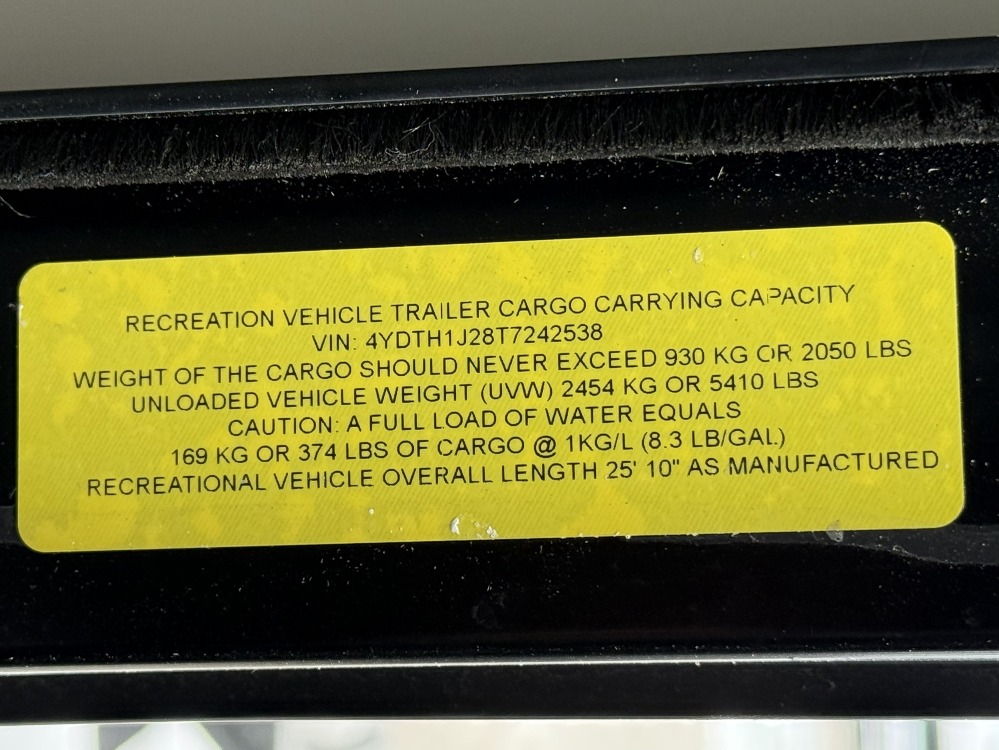 RECREATION VEHICLE TRAILER CARGO CARRYING CAPACITY
VIN: 4YDTH1J28T7242538
WEIGHT OF THE CARGO SHOULD NEVER EXCEED 930 KG OR 2050 LBS
UNLOADED VEHICLE WEIGHT (UVW) 2454 KG OR 5410 LBS
CAUTION: A FULL LOAD OF WATER EQUALS
169 KG OR 374 LBS OF CARGO @ 1KG/L (8.3 LB/GAL)
RECREATIONAL VEHICLE OVERALL LENGTH 25' 10" AS MANUFACTURED